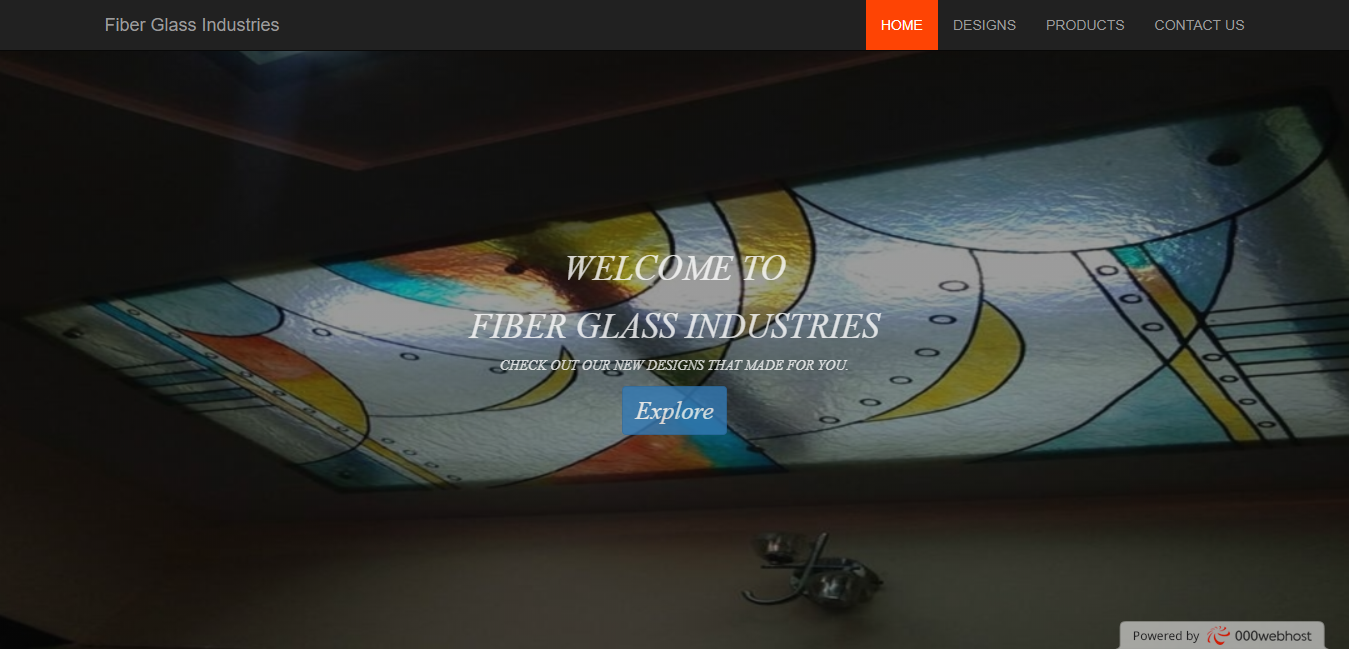 Fiber Glass Industries
HOME DESIGNS PRODUCTS CONTACT US
WELCOME TO
FIBER GLASS INDUSTRIES
CHECK OUT OUR NEW DESIGNS THAT MADE FOR YOU.
Explore
Powered by 000webhost